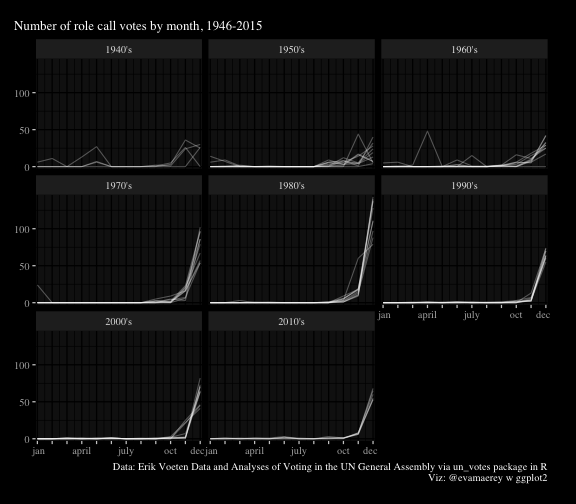 Number of role call votes by month, 1946-2015
1940's 1950's 1960's
100
50
0
1970's 1980's 1990's
100
50
0
jan april july oct dec
2000's 2010's
100
50
0
jan april july oct dec jan april july oct dec
Data: Erik Voeten Data and Analyses of Voting in the UN General Assembly via un_votes package in R
Viz: @evamaerey w ggplot2